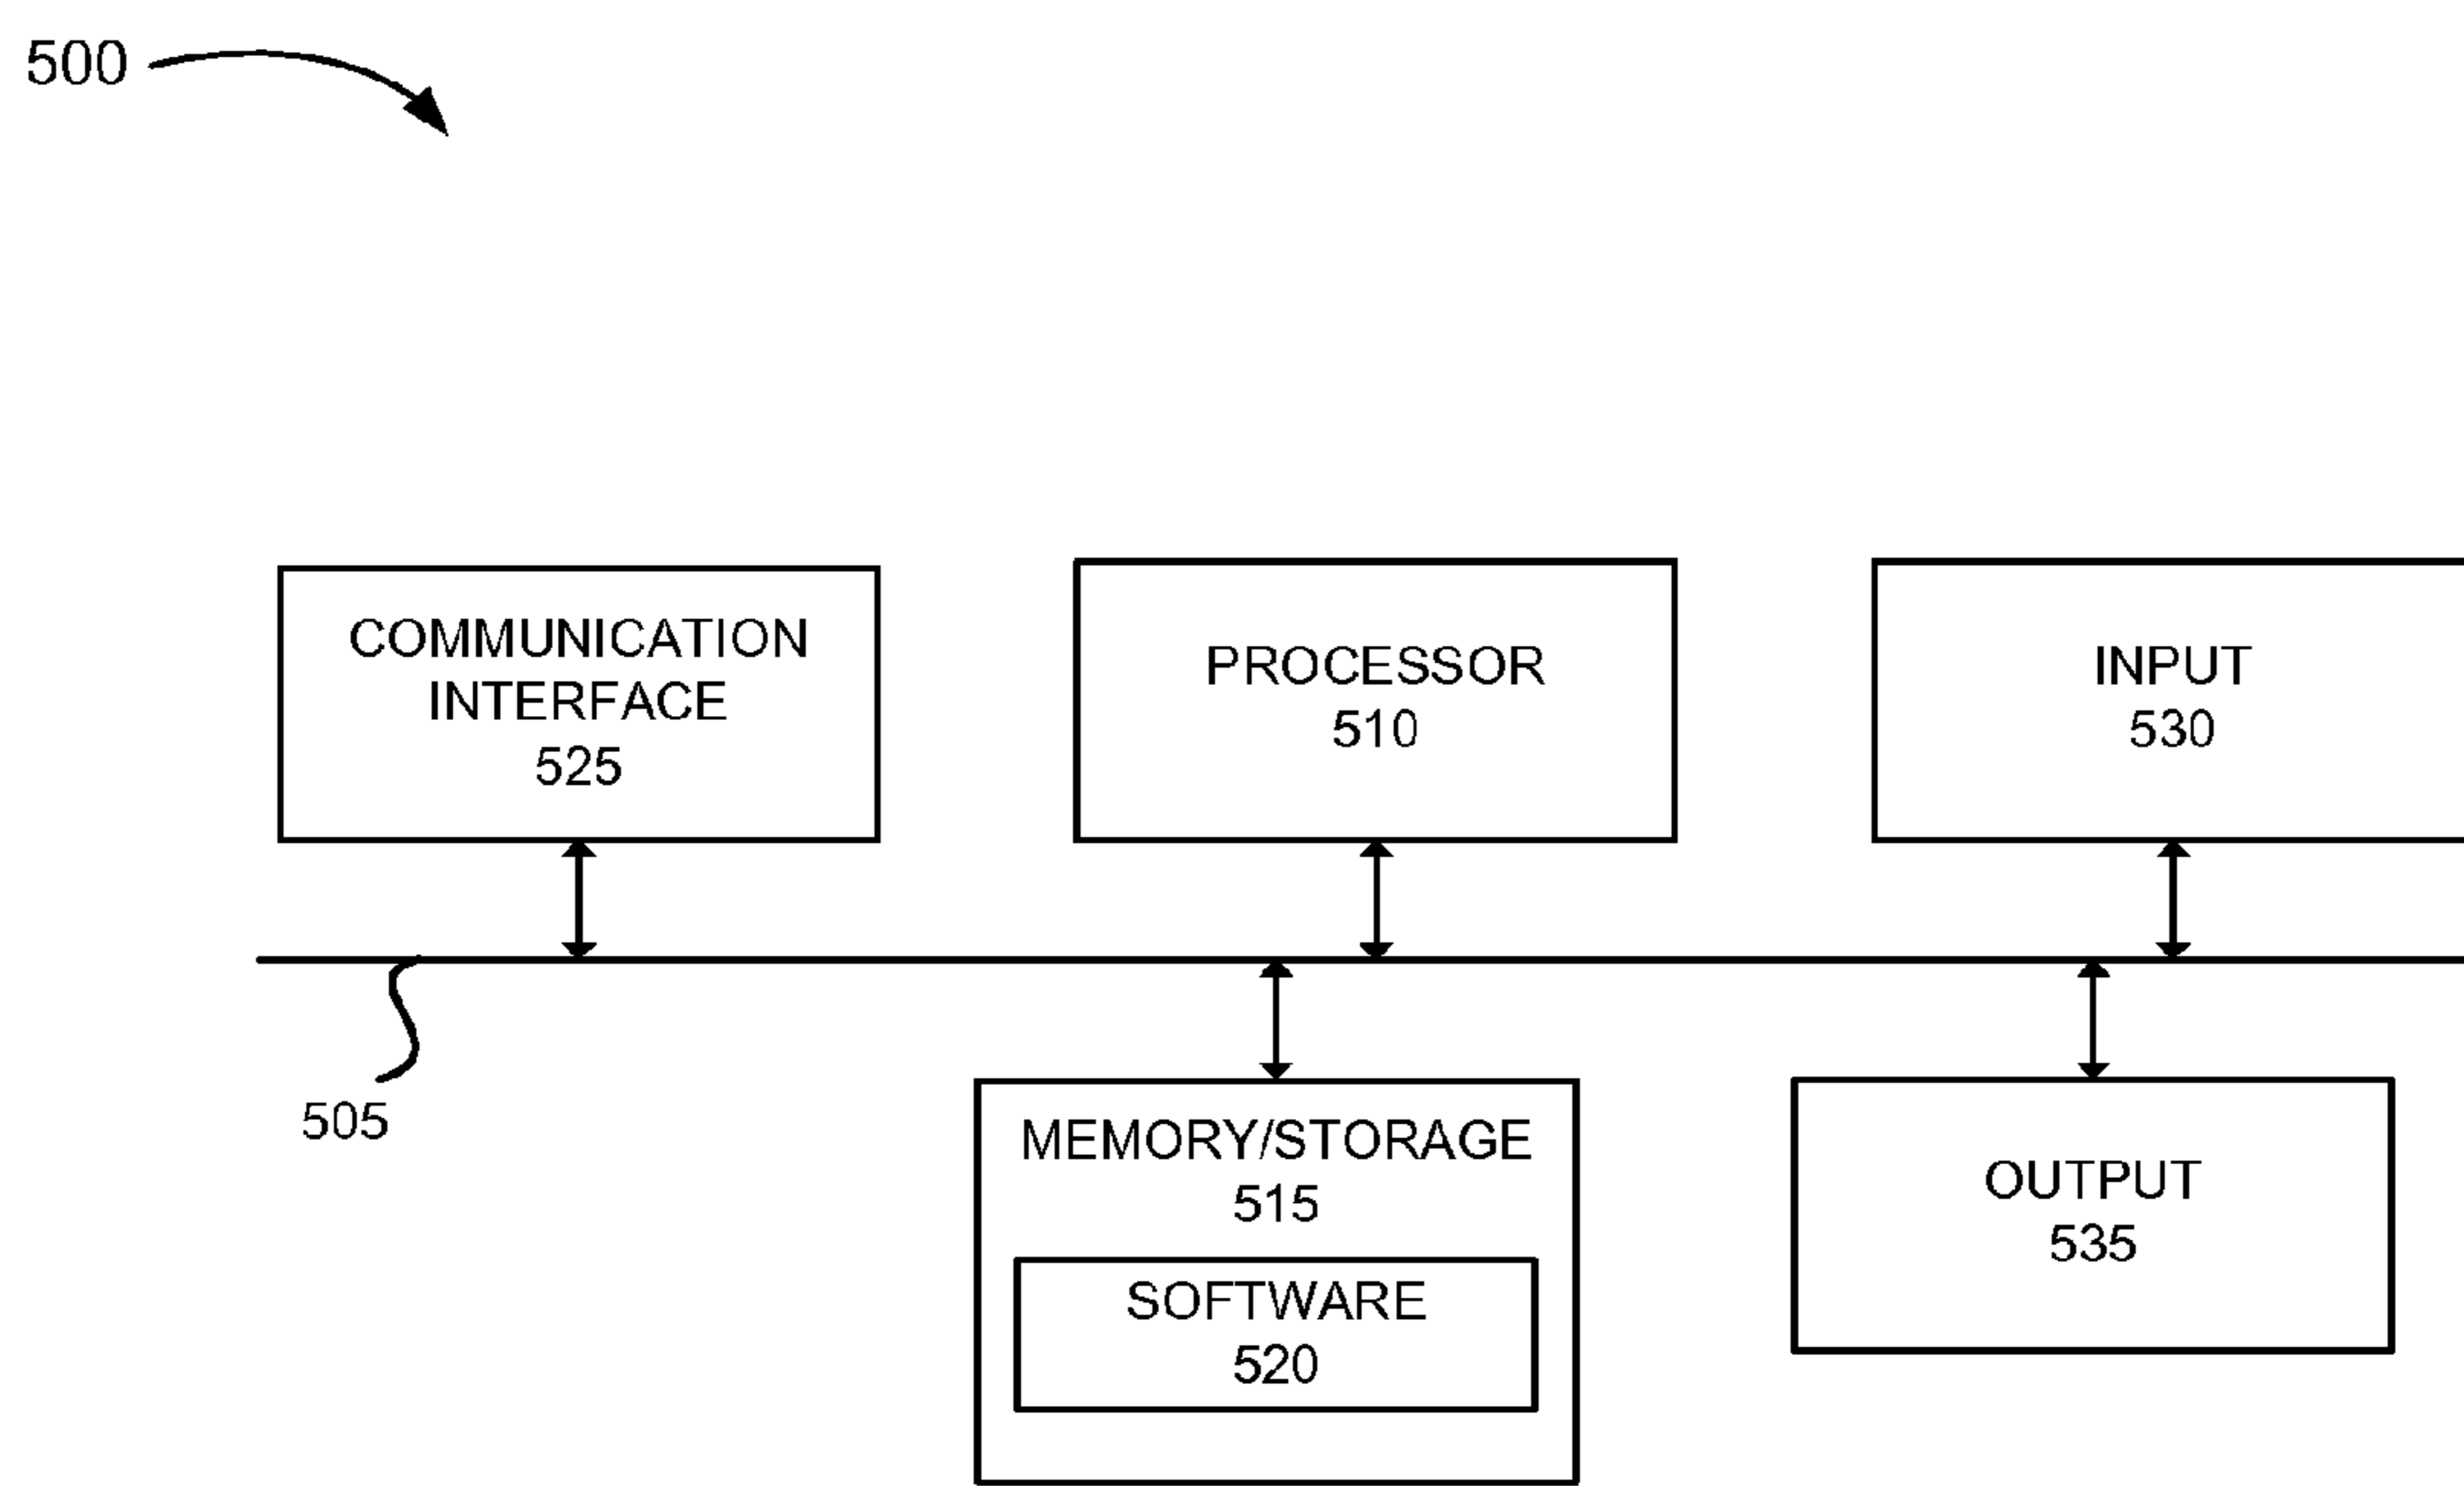 500
COMMUNICATION
INTERFACE
525
PROCESSOR
510
INPUT
530
505
MEMORY/STORAGE
515
SOFTWARE
520
OUTPUT
535